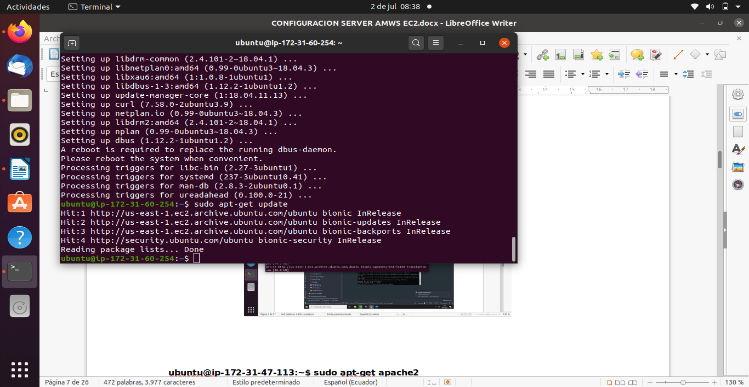 Actividades
Terminal
2 de jul 08:38
CONFIGURACION SERVER AMWS EC2.docx - LibreOffice Writer
ubuntu@ip-172-31-60-254: ~
Setting up libdrm-common (2.4.101-2~18.04.1) ...
Setting up libnetplan0:amd64 (0.99-0ubuntu3~18.04.3) ...
Setting up libxau6:amd64 (1:1.0.8-1ubuntu1) ...
Setting up libdbus-1-3:amd64 (1.12.2-1ubuntu1.2) ...
Setting up update-manager-core (1:18.04.11.13) ...
Setting up curl (7.58.0-2ubuntu3.9) ...
Setting up netplan.io (0.99-0ubuntu3~18.04.3) ...
Setting up libdrm2:amd64 (2.4.101-2~18.04.1) ...
Setting up nplan (0.99-0ubuntu3~18.04.3) ...
Setting up dbus (1.12.2-1ubuntu1.2) ...
A reboot is required to replace the running dbus-daemon.
Please reboot the system when convenient.
Processing triggers for libc-bin (2.27-3ubuntu1) ...
Processing triggers for systemd (237-3ubuntu10.41) ...
Processing triggers for man-db (2.8.3-2ubuntu0.1) ...
Processing triggers for ureadahead (0.100.0-21) ...
ubuntu@ip-172-31-60-254:~$ sudo apt-get update
Hit:1 http://us-east-1.ec2.archive.ubuntu.com/ubuntu bionic InRelease
Hit:2 http://us-east-1.ec2.archive.ubuntu.com/ubuntu bionic-updates InRelease
Hit:3 http://us-east-1.ec2.archive.ubuntu.com/ubuntu bionic-backports InRelease
Hit:4 http://security.ubuntu.com/ubuntu bionic-security InRelease
Reading package lists... Done
ubuntu@ip-172-31-60-254:~$
ubuntu@ip-172-31-47-113:~$ sudo apt-get apache2
Página 7 de 26
472 palabras, 3.977 caracteres
Estilo predeterminado
Español (Ecuador)
130 %